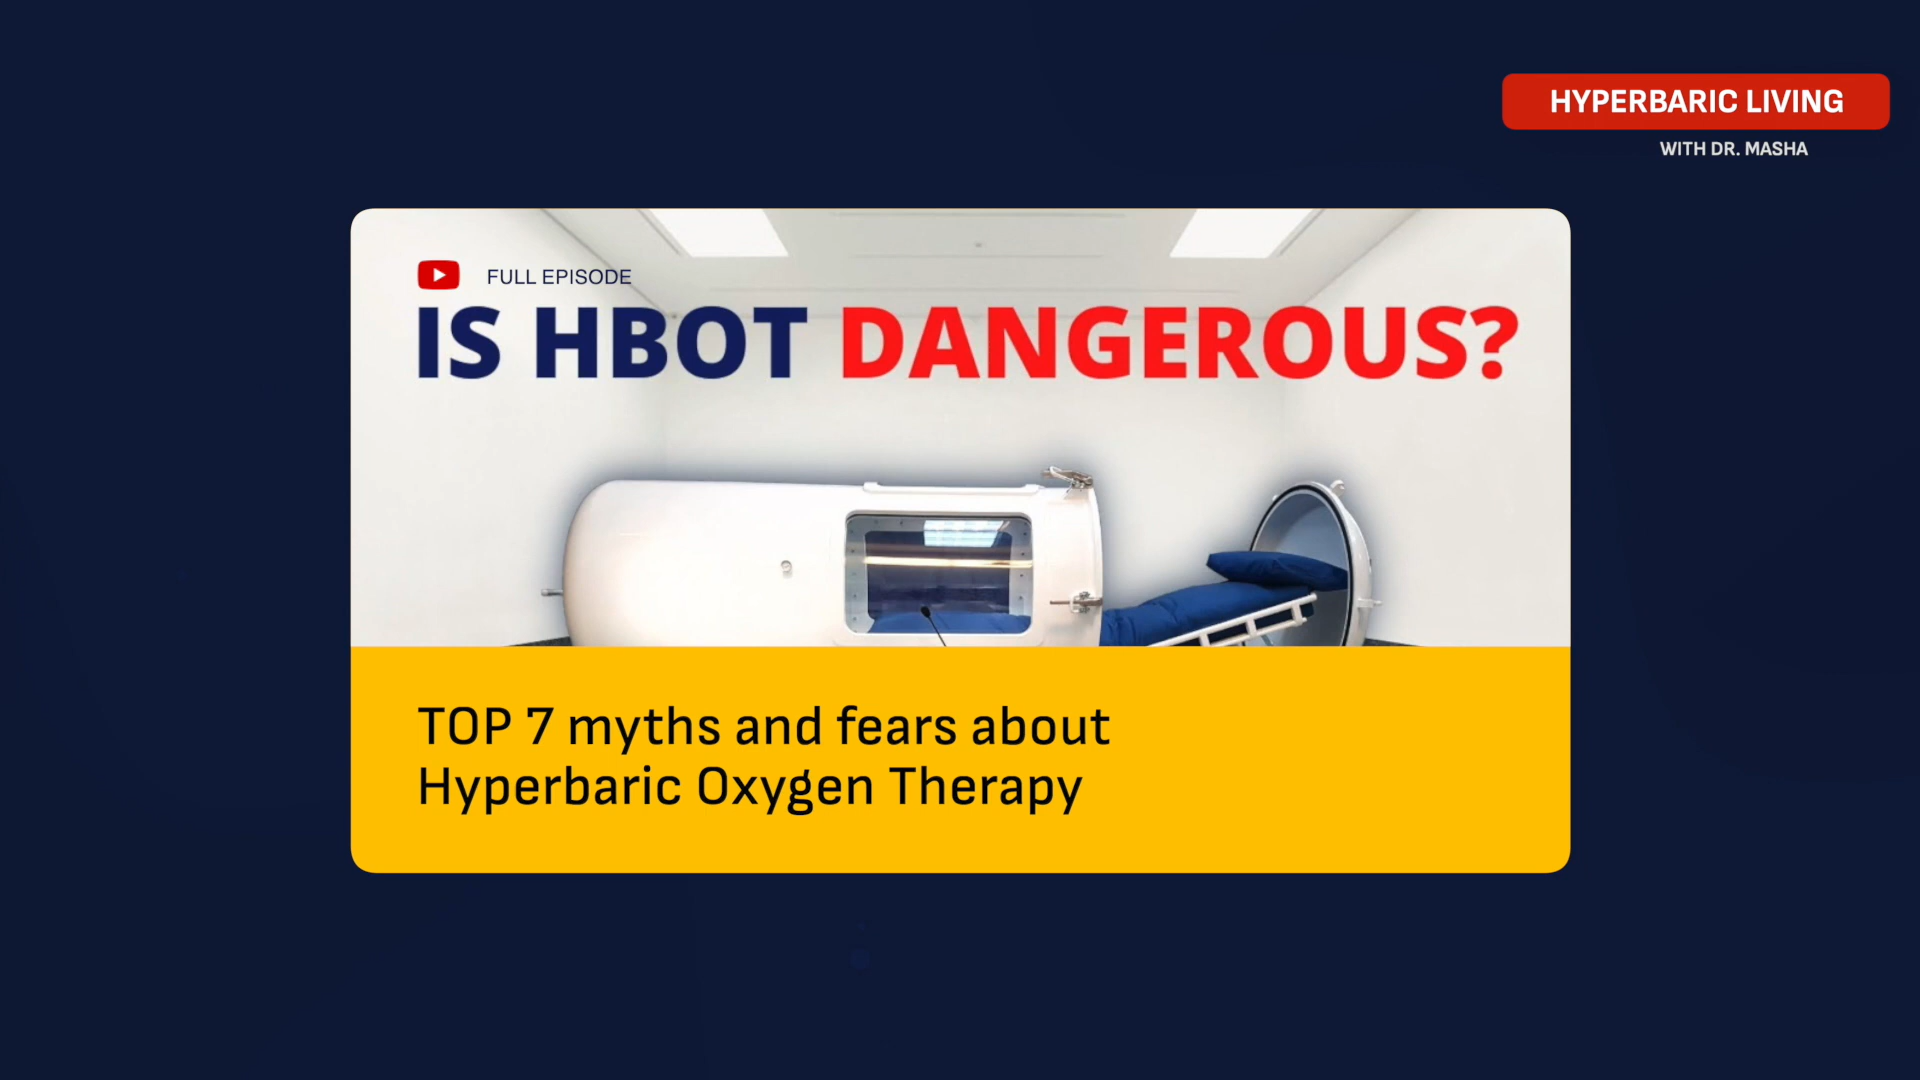 HYPERBARIC LIVING
WITH DR. MASHA
FULL EPISODE
IS HBOT DANGEROUS?
TOP 7 myths and fears about
Hyperbaric Oxygen Therapy